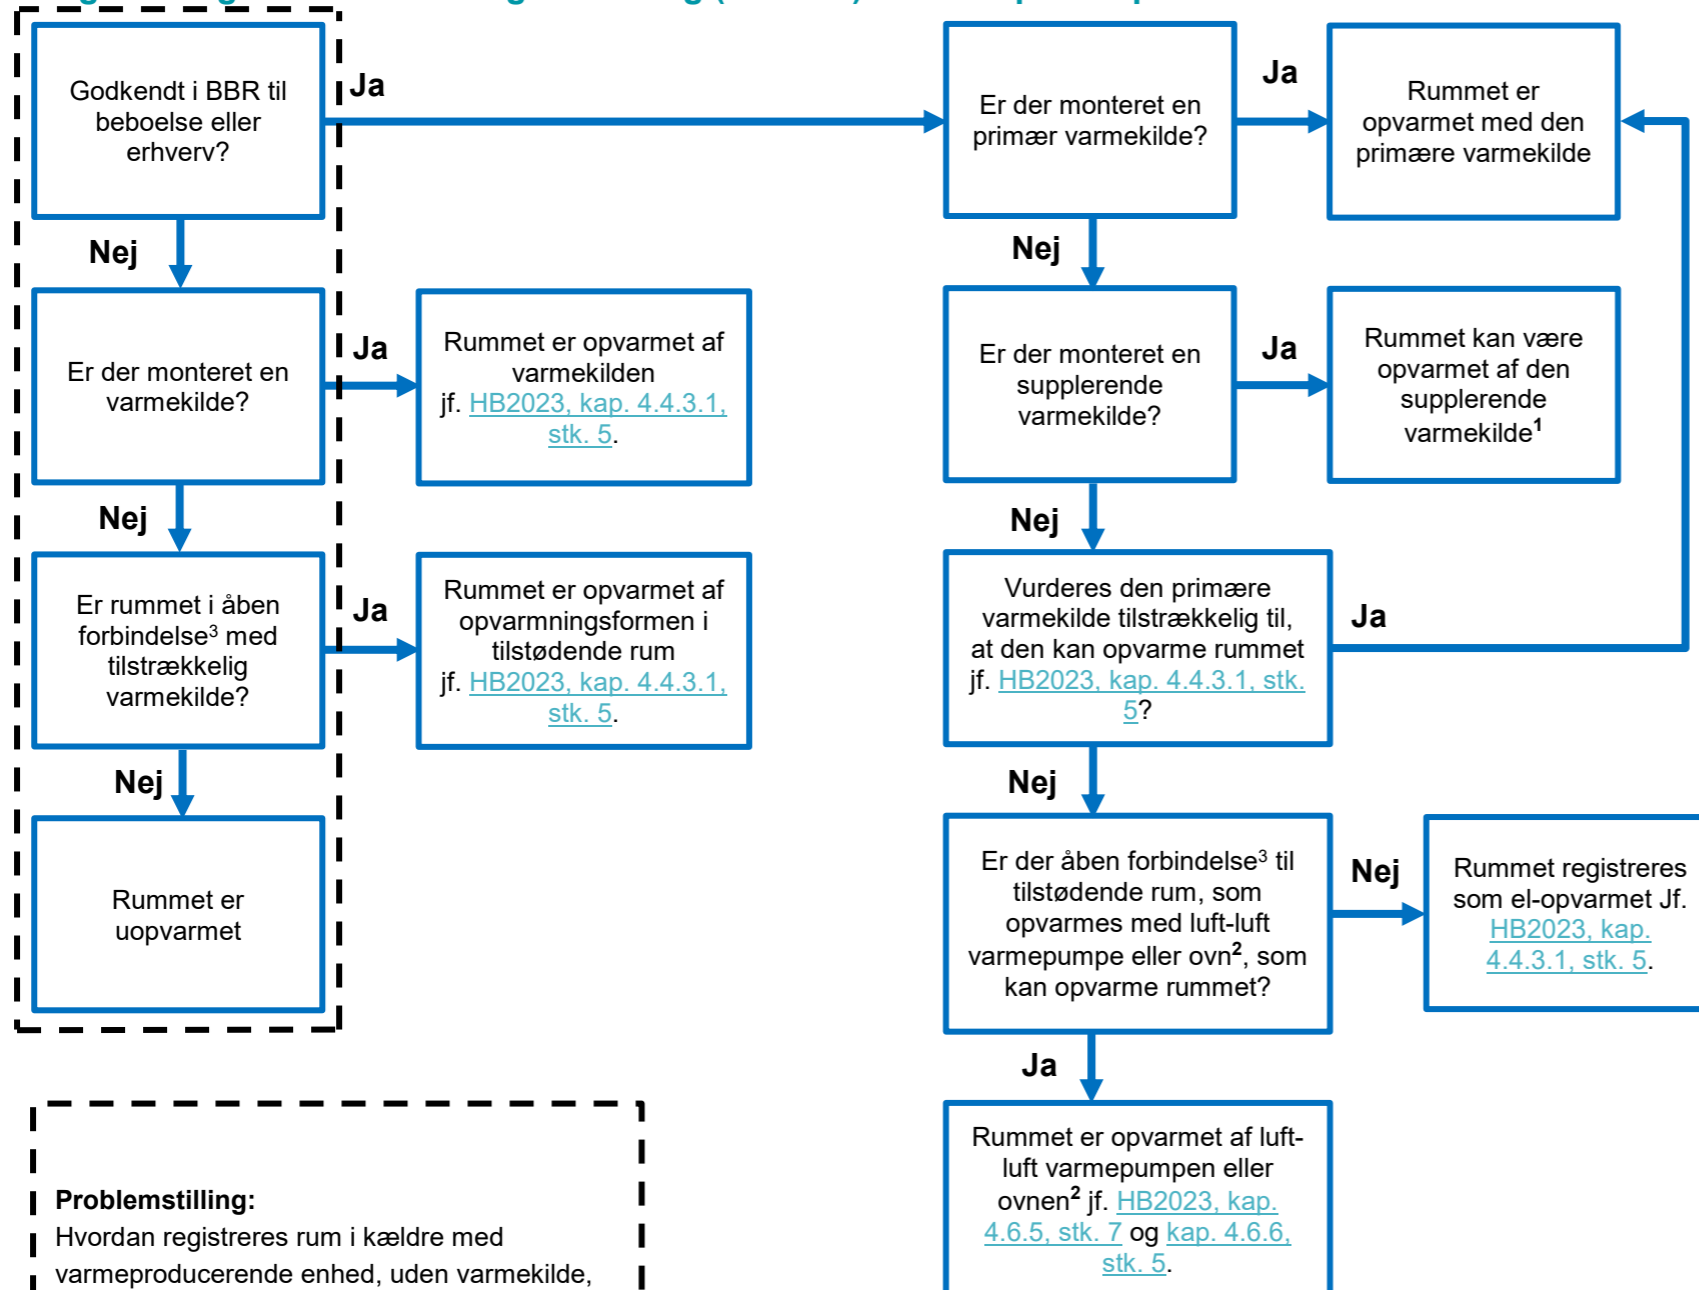 Godkendt i BBR til
beboelse eller
erhverv?
Ja
Er der monteret en
primær varmekilde?
Ja
Rummet er
opvarmet med den
primære varmekilde
Nej
Nej
Er der monteret en
varmekilde?
Ja
Rummet er opvarmet af
varmekilden
jf. HB2023, kap. 4.4.3.1,
stk. 5.
Er der monteret en
supplerende
varmekilde?
Ja
Rummet kan være
opvarmet af den
supplerende
varmekilde¹
Nej
Nej
Er rummet i åben
forbindelse³ med
tilstrækkelig
varmekilde?
Ja
Rummet er opvarmet af
opvarmningsformen i
tilstødende rum
jf. HB2023, kap. 4.4.3.1,
stk. 5.
Vurderes den primære
varmekilde tilstrækkelig til,
at den kan opvarme rummet
jf. HB2023, kap. 4.4.3.1, stk.
5?
Ja
Nej
Nej
Rummet er
uopvarmet
Er der åben forbindelse³ til
tilstødende rum, som
opvarmes med luft-luft
varmepumpe eller ovn², som
kan opvarme rummet?
Nej
Rummet registreres
som el-opvarmet Jf.
HB2023, kap.
4.4.3.1, stk. 5.
Ja
Rummet er opvarmet af luft-
luft varmepumpen eller
ovnen² jf. HB2023, kap.
4.6.5, stk. 7 og kap. 4.6.6,
stk. 5.
Problemstilling:
Hvordan registreres rum i kældre med
varmeproducerende enhed, uden varmekilde,